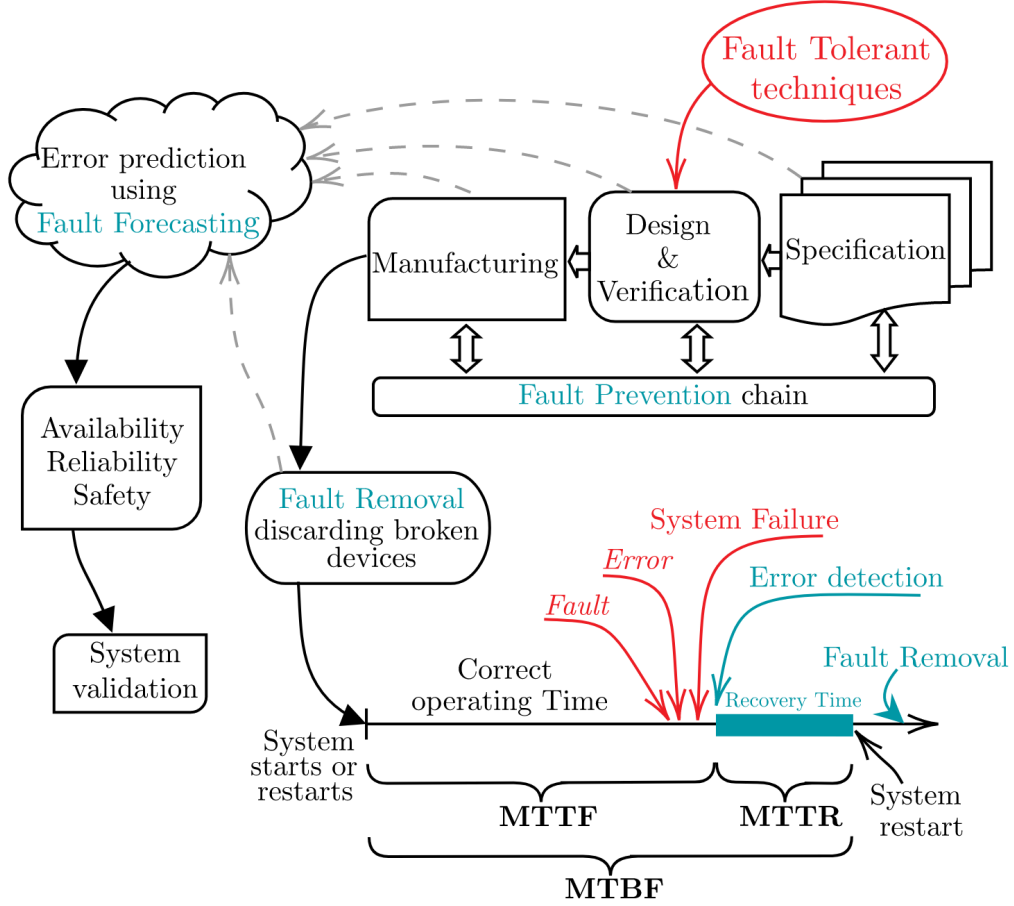 Fault Tolerant
techniques
Error prediction
using
Fault Forecasting
Manufacturing
Design
&
Verification
Specification
Fault Prevention chain
Availability
Reliability
Safety
Fault Removal
discarding broken
devices
System
validation
System Failure
Error
Fault
Error detection
Fault Removal
Correct
operating Time
Recovery Time
System
starts or
restarts
System
restart
MTTF
MTTR
MTBF